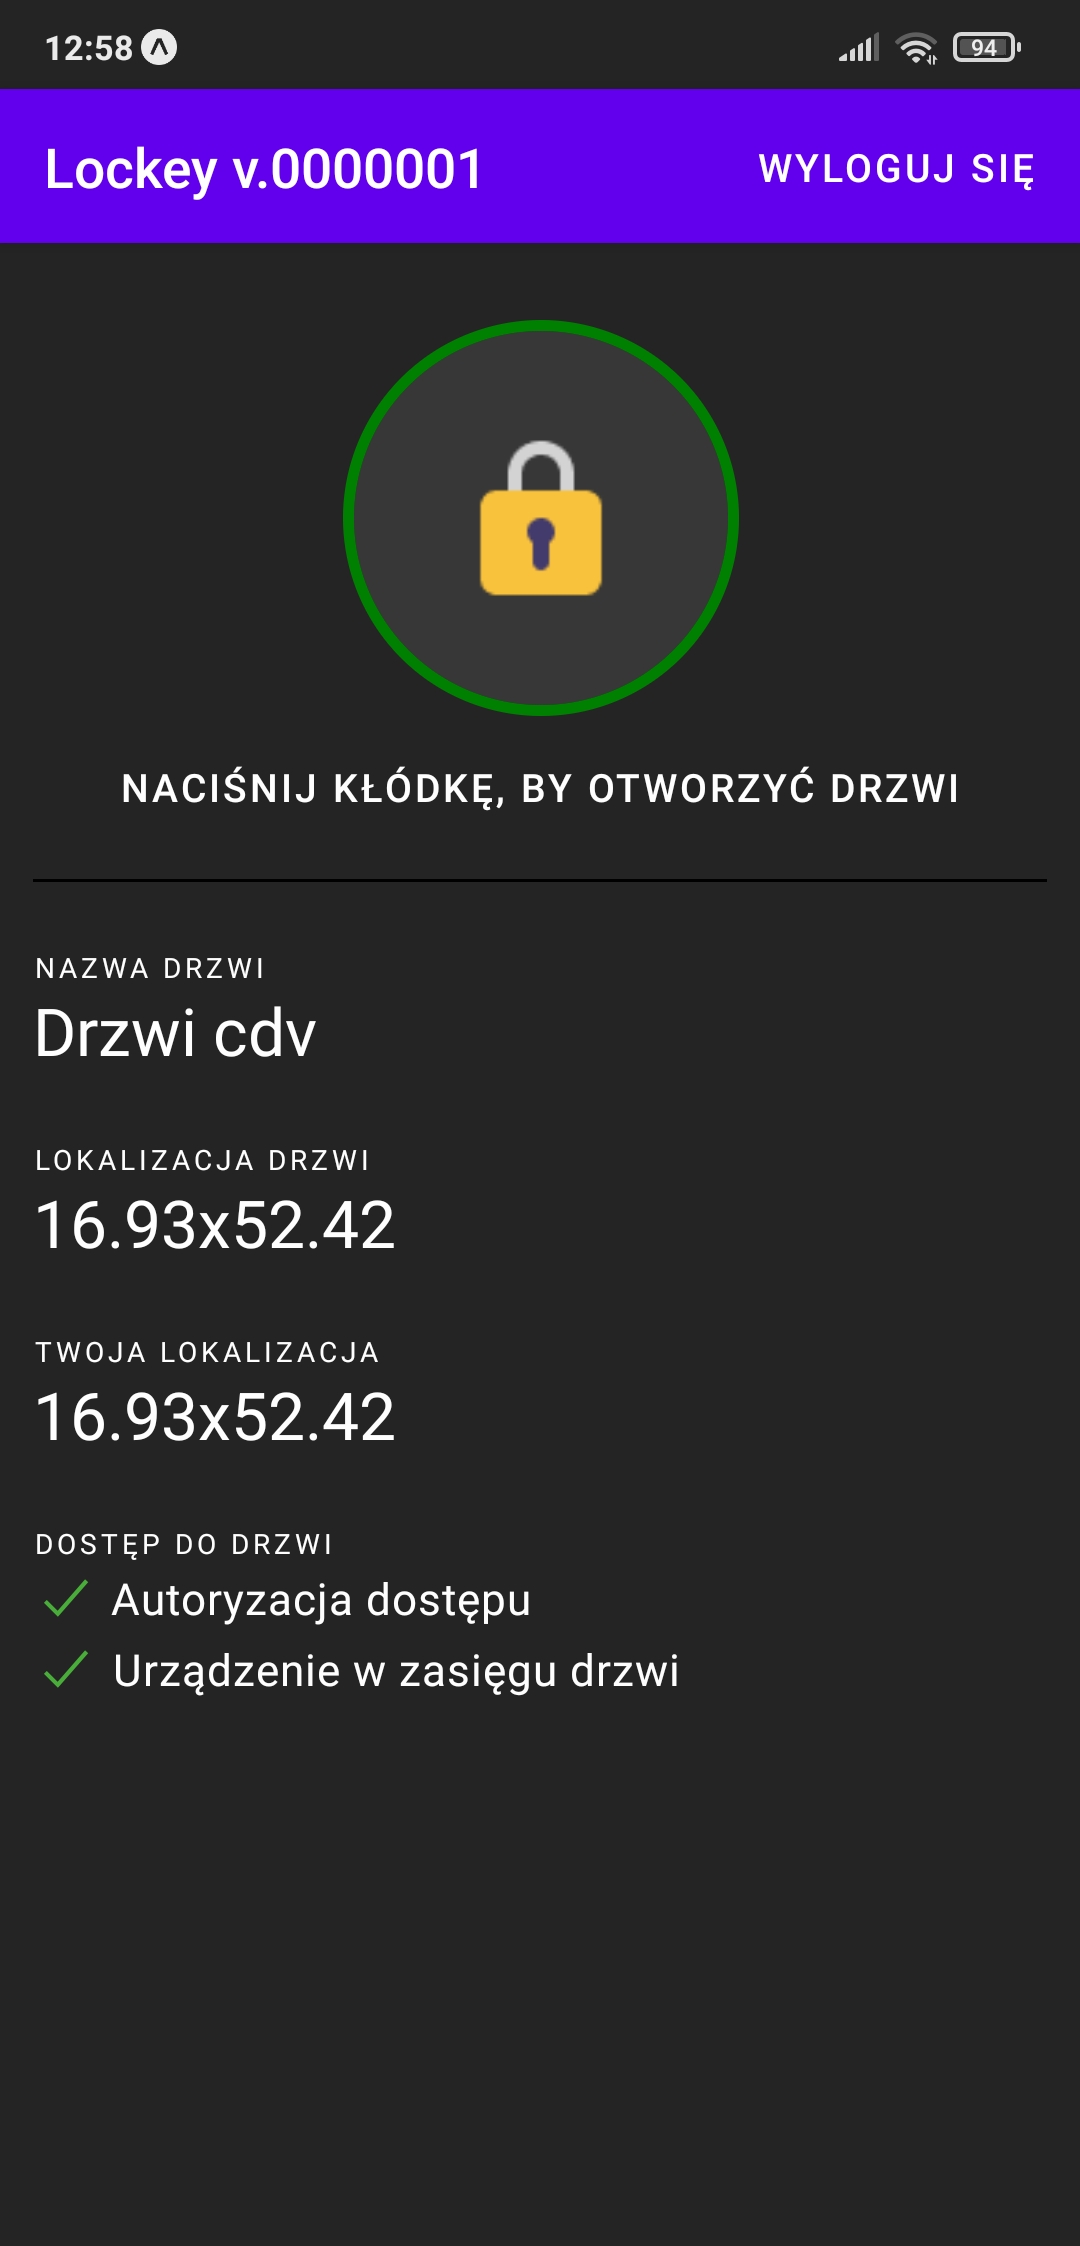 12:58
94
Lockey v.0000001
WYLOGUJ SIĘ
NACIŚNIJ KŁÓDKĘ, BY OTWORZYĆ DRZWI
NAZWA DRZWI
Drzwi cdv
LOKALIZACJA DRZWI
16.93x52.42
TWOJA LOKALIZACJA
16.93x52.42
DOSTĘP DO DRZWI
Autoryzacja dostępu
Urządzenie w zasięgu drzwi